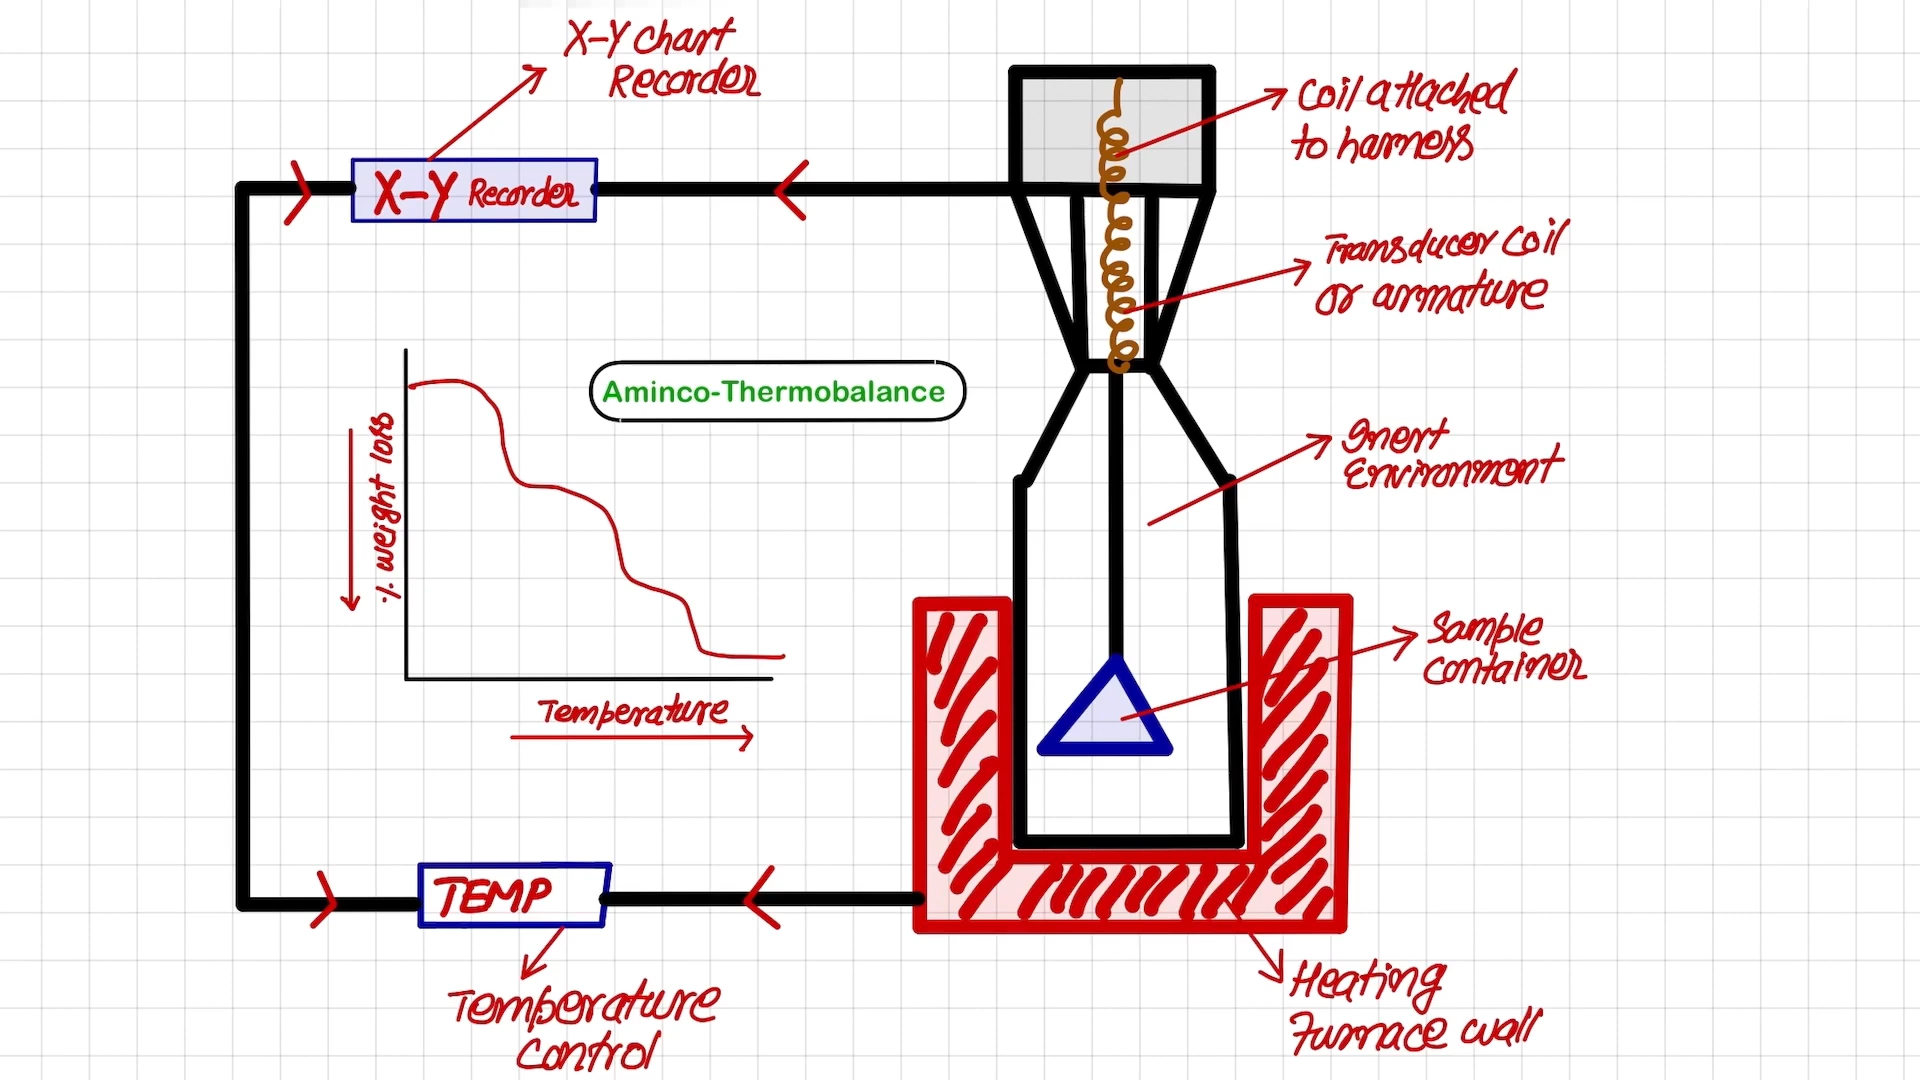 X-Y chart
Recorder
X-Y Recorder
Coil attached
to harness
Transducer coil
or armature
Aminco-Thermobalance
% weight loss
Temperature
Inert
Environment
Sample
container
TEMP
Temperature
control
Heating
Furnace wall